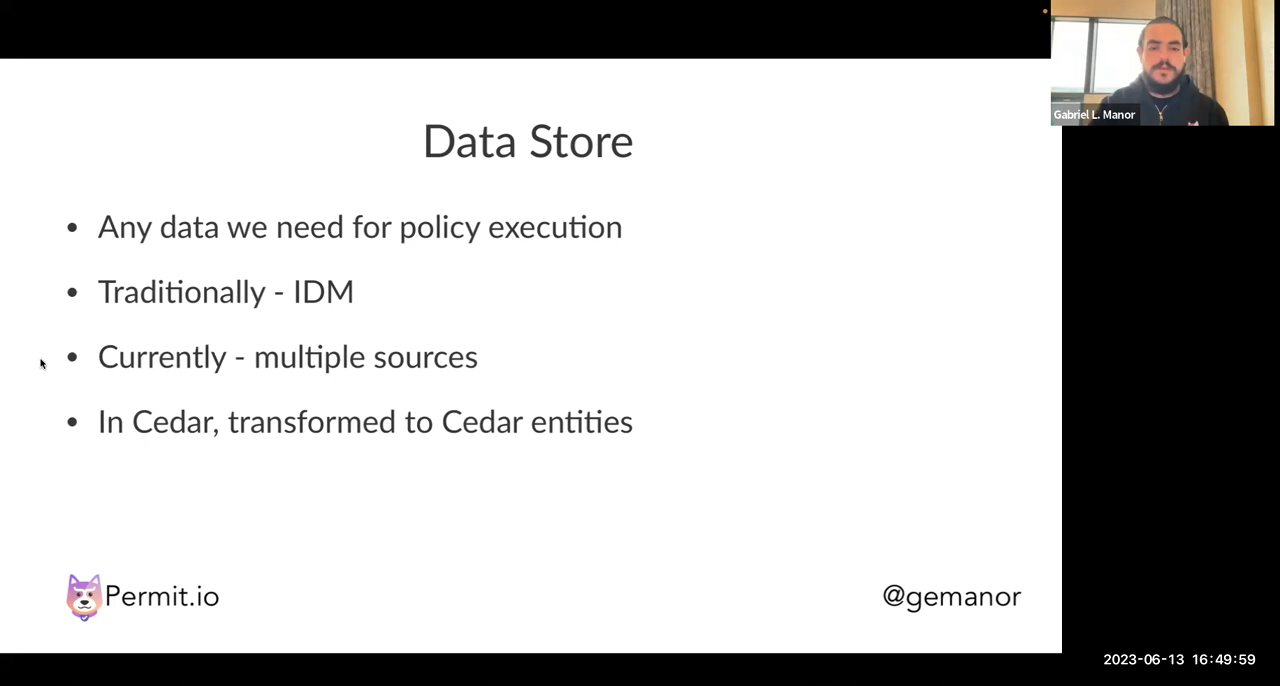 Gabriel L. Manor
Data Store
• Any data we need for policy execution
• Traditionally - IDM
• Currently - multiple sources
• In Cedar, transformed to Cedar entities
Permit.io
@gemanor
2023-06-13 16:49:59